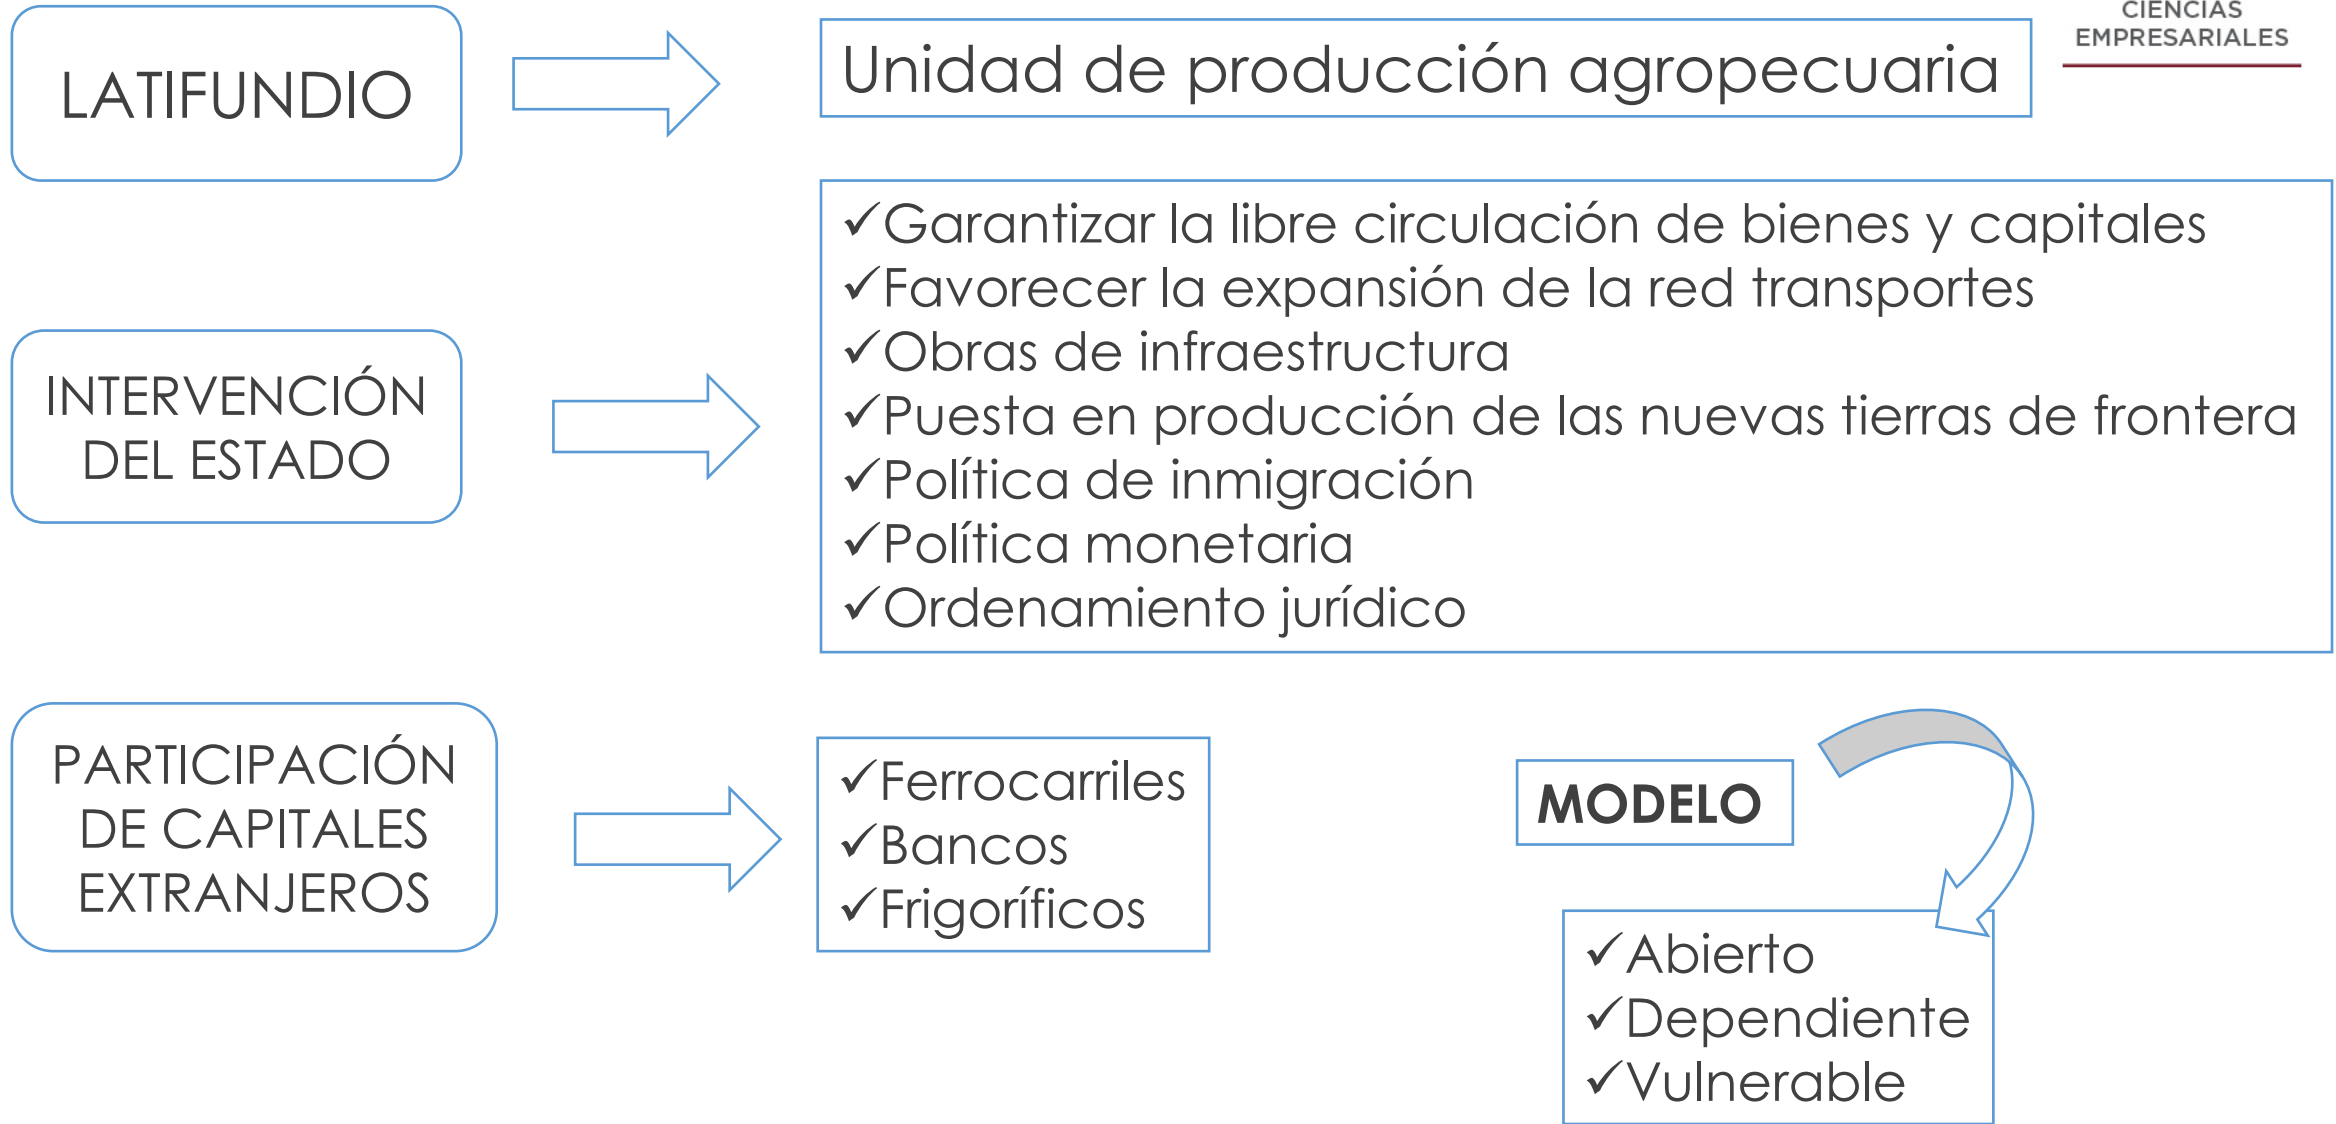 CIENCIAS
EMPRESARIALES
LATIFUNDIO
Unidad de producción agropecuaria
INTERVENCIÓN
DEL ESTADO
✓Garantizar la libre circulación de bienes y capitales
✓Favorecer la expansión de la red transportes
✓Obras de infraestructura
✓Puesta en producción de las nuevas tierras de frontera
✓Política de inmigración
✓Política monetaria
✓Ordenamiento jurídico
PARTICIPACIÓN
DE CAPITALES
EXTRANJEROS
✓Ferrocarriles
✓Bancos
✓Frigoríficos
MODELO
✓Abierto
✓Dependiente
✓Vulnerable